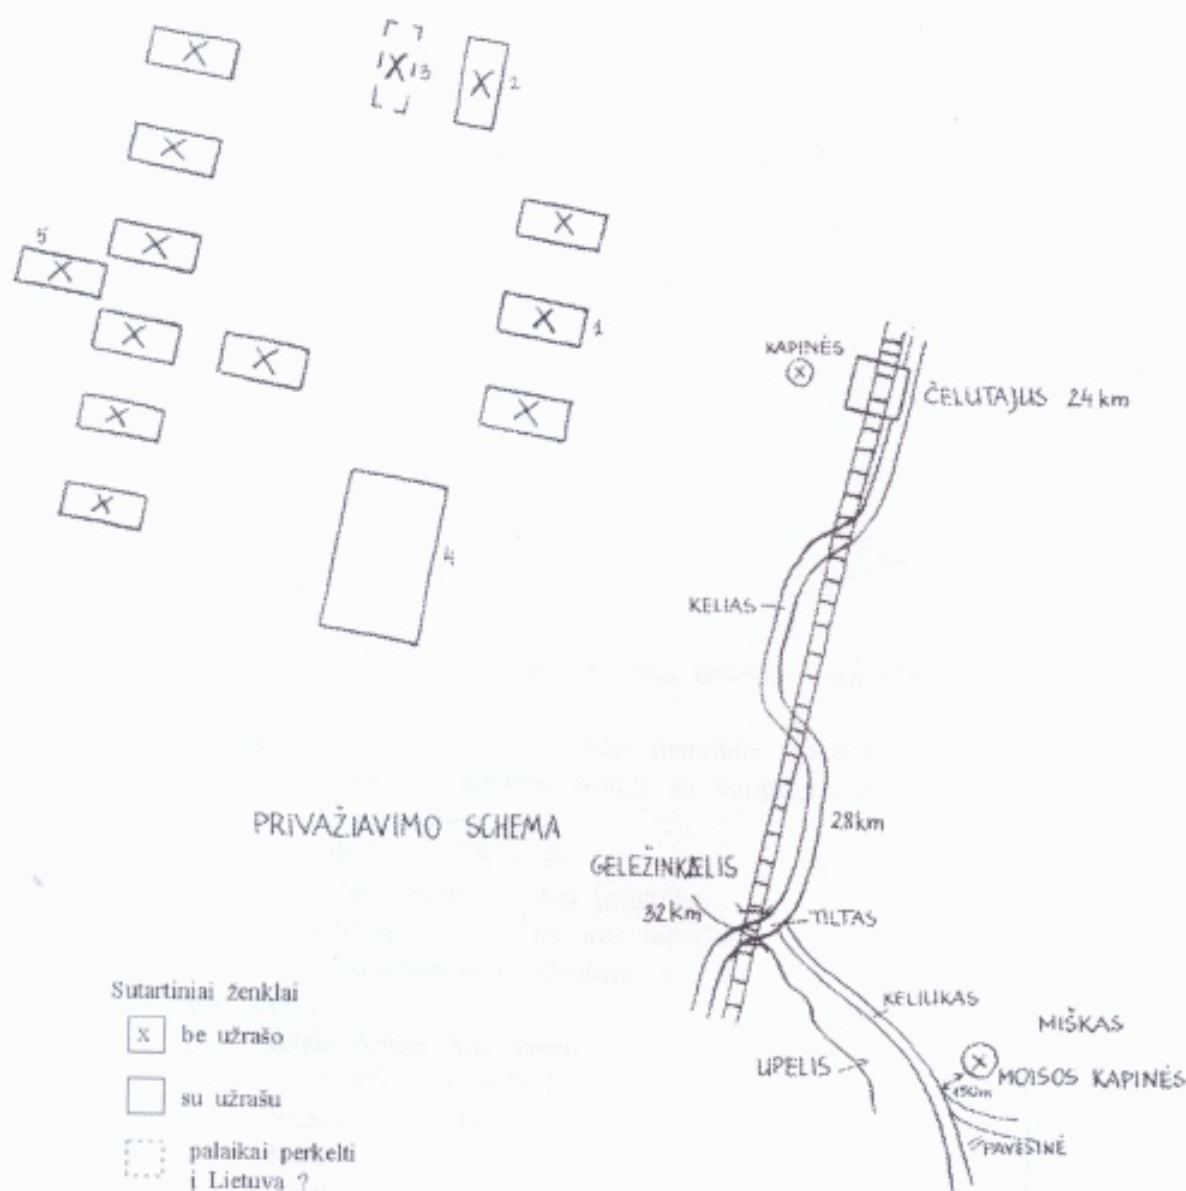 X
X
13
X
2
X
X
5
X
X
X
1
X
X
X
X
X
4
KAPINĖS
X
ČELUTAJUS 24 km
KELIAS
28 km
PRIVAŽIAVIMO SCHEMA
GELEŽINKELIS
32 km
TILTAS
KELIUKAS
MIŠKAS
X
UPELIS
150m
MOISOS KAPINĖS
PAVĖSINĖ
Sutartiniai ženklai
x be užrašo
su užrašu
palaikai perkelti
į Lietuvą ?